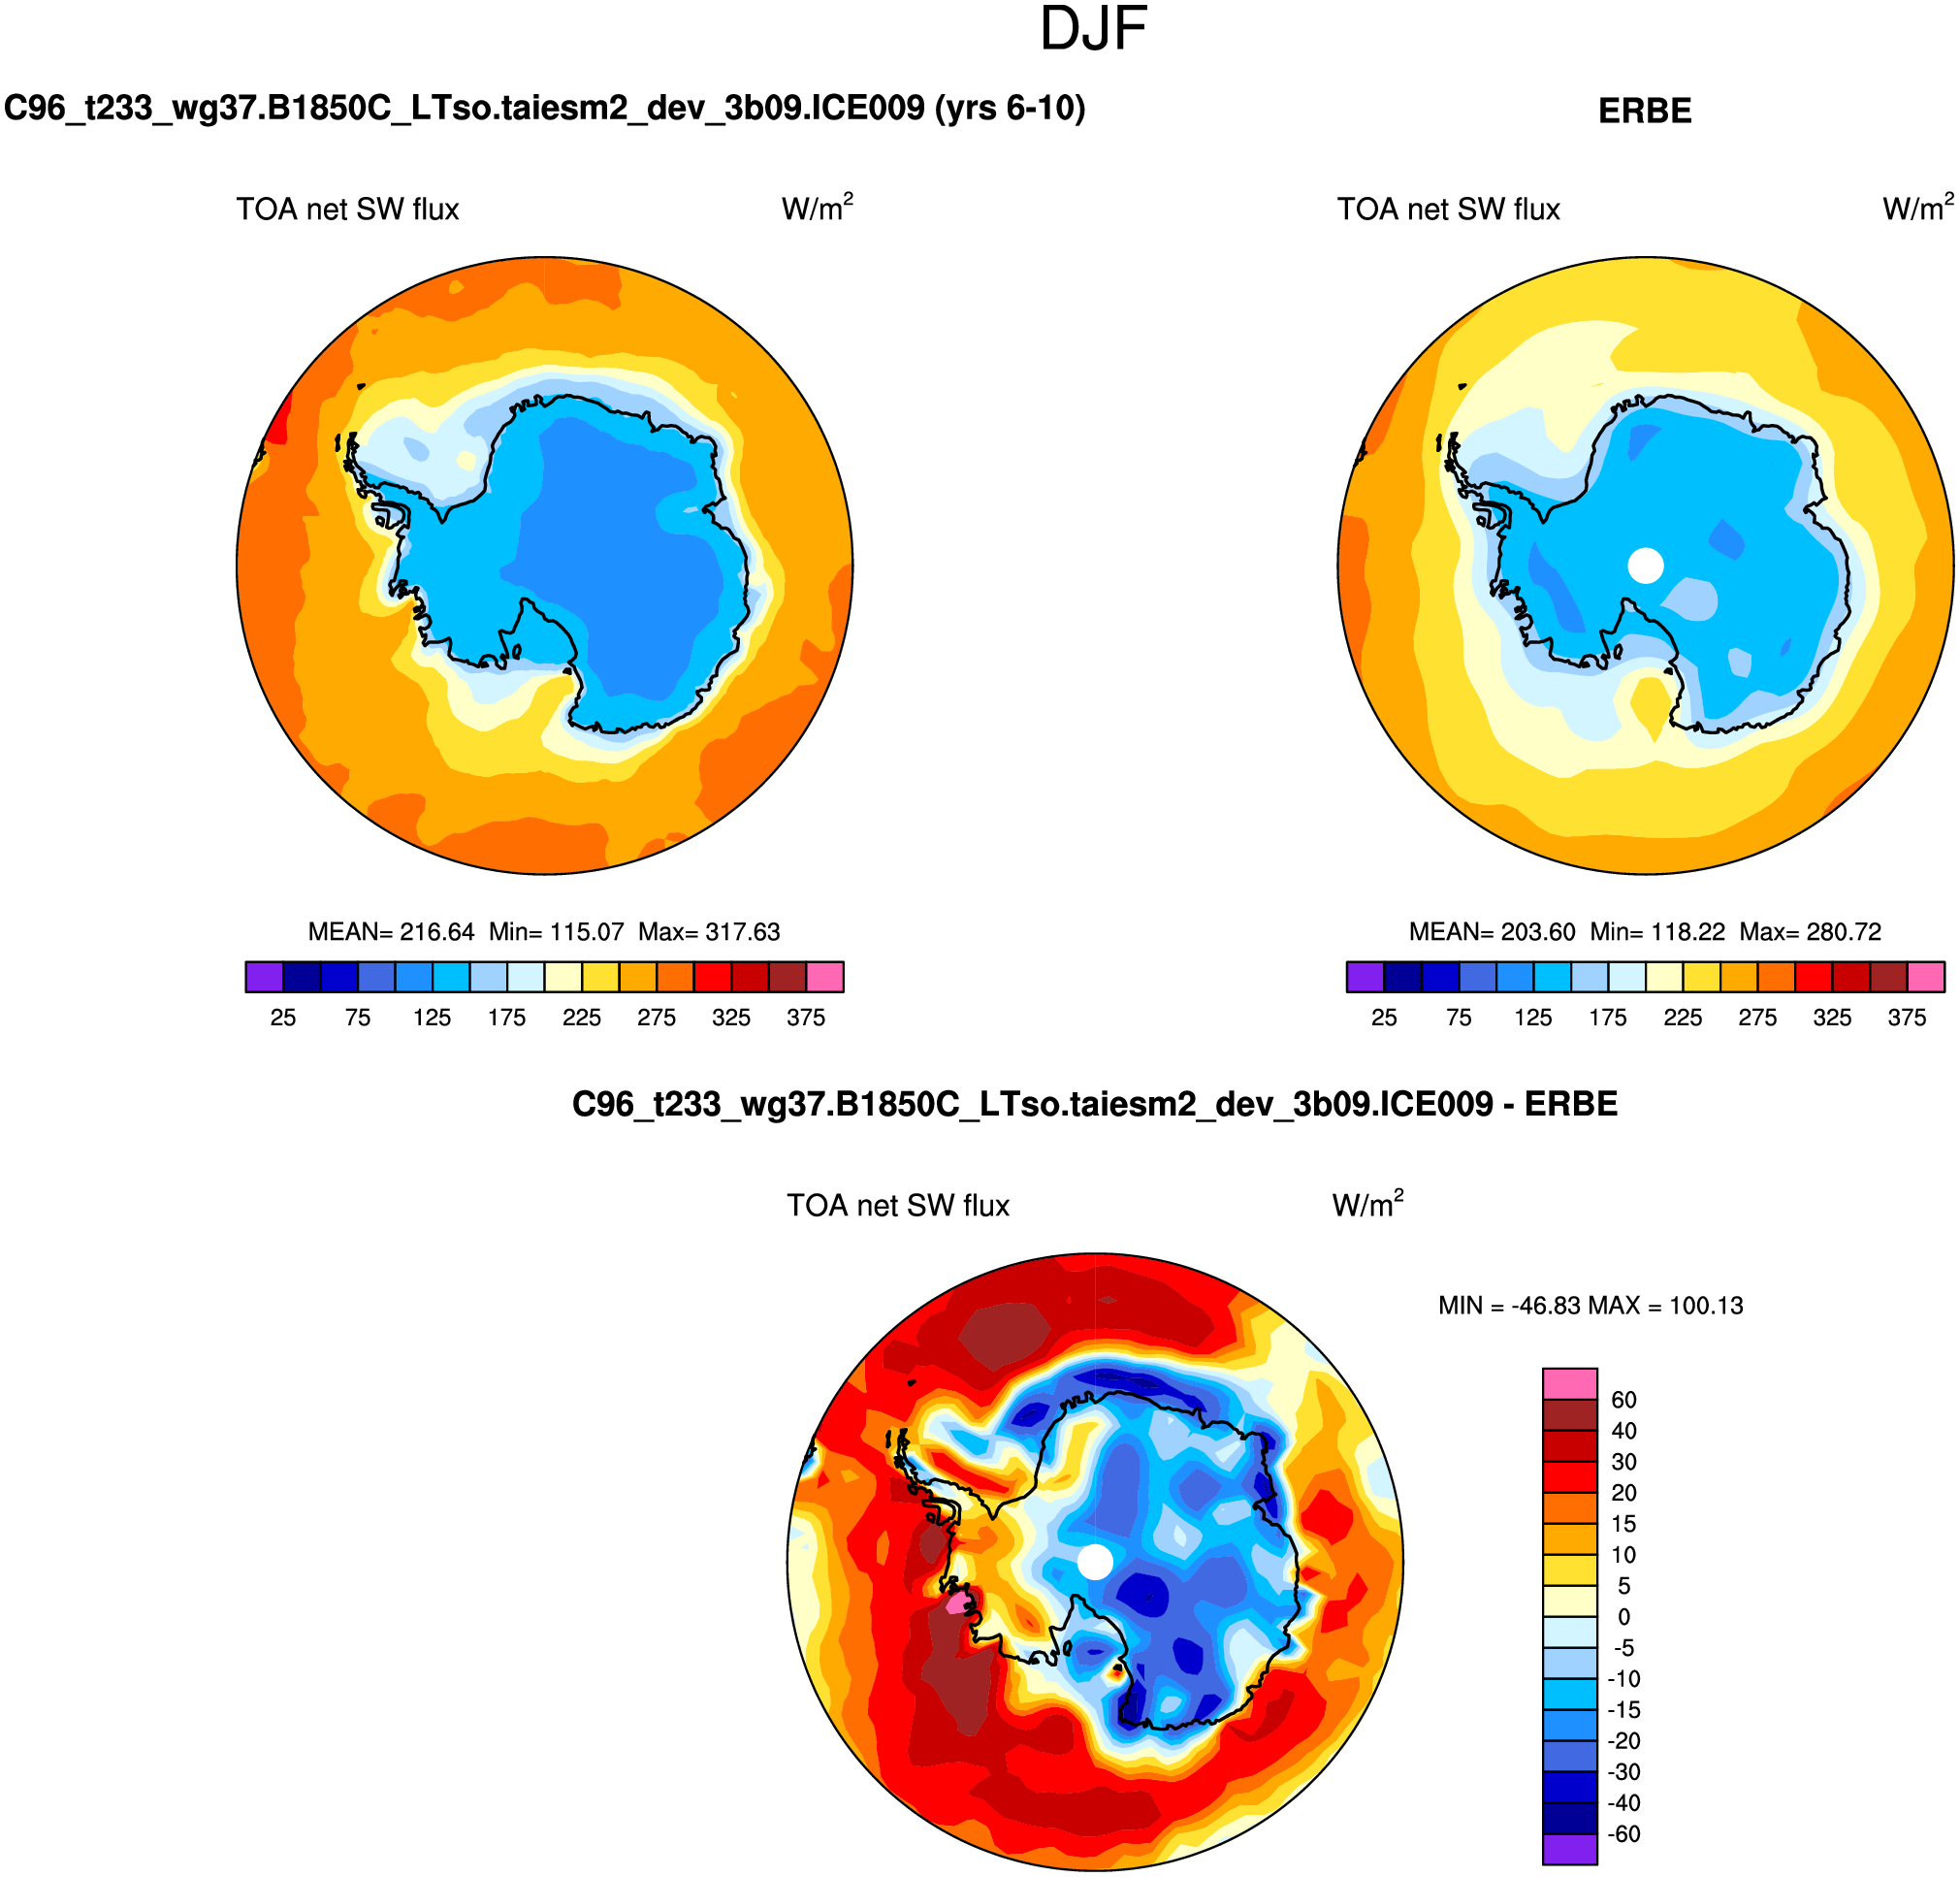 DJF
C96_t233_wg37.B1850C_LTso.taiesm2_dev_3b09.ICE009 (yrs 6-10)
ERBE
TOA net SW flux
W/m²
TOA net SW flux
W/m²
MEAN= 216.64 Min= 115.07 Max= 317.63
MEAN= 203.60 Min= 118.22 Max= 280.72
25 75 125 175 225 275 325 375
25 75 125 175 225 275 325 375
C96_t233_wg37.B1850C_LTso.taiesm2_dev_3b09.ICE009 - ERBE
TOA net SW flux
W/m²
MIN = -46.83 MAX = 100.13
60
40
30
20
15
10
5
0
-5
-10
-15
-20
-30
-40
-60